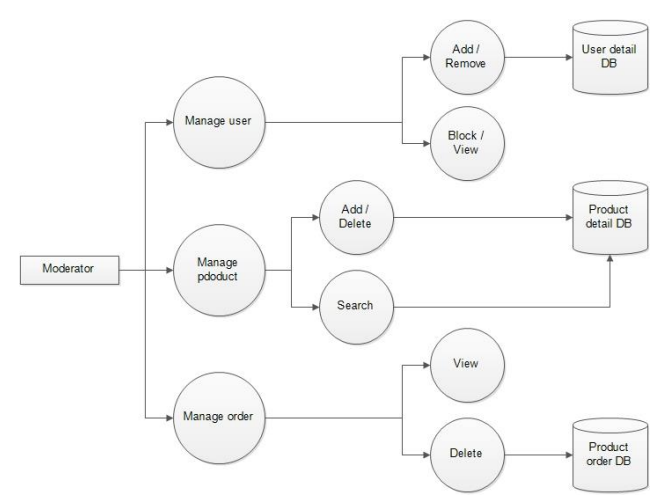 Add /
Remove
User detail
DB
Manage user
Block /
View
Add /
Delete
Product
detail DB
Moderator
Manage
pdoduct
Search
View
Manage order
Delete
Product
order DB